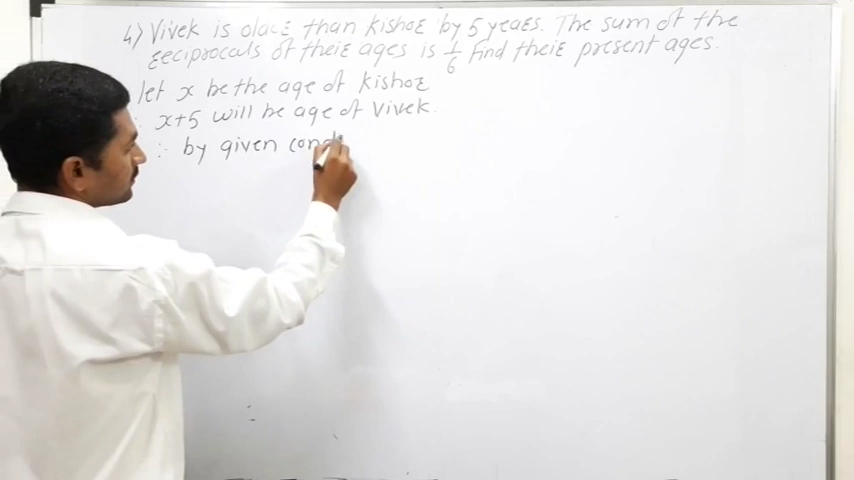 4) Vivek is older than Kishor by 5 years. The sum of the
reciprocals of their ages is 1/6 find their present ages.
let x be the age of kishor
∴ x+5 will be age of vivek.
∴ by given cond